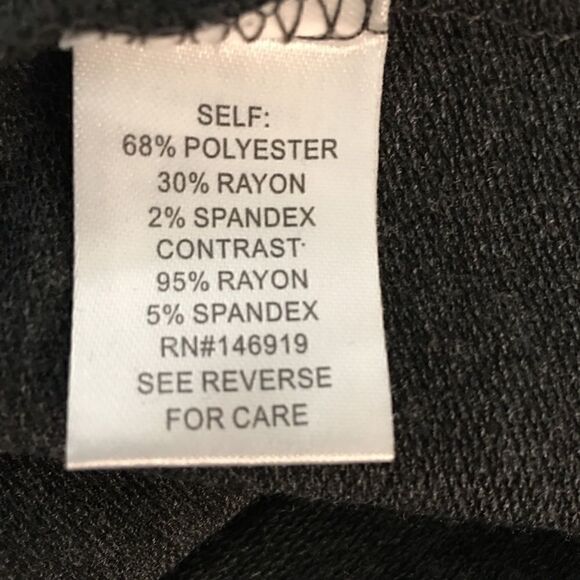 SELF:
68% POLYESTER
30% RAYON
2% SPANDEX
CONTRAST:
95% RAYON
5% SPANDEX
RN#146919
SEE REVERSE
FOR CARE